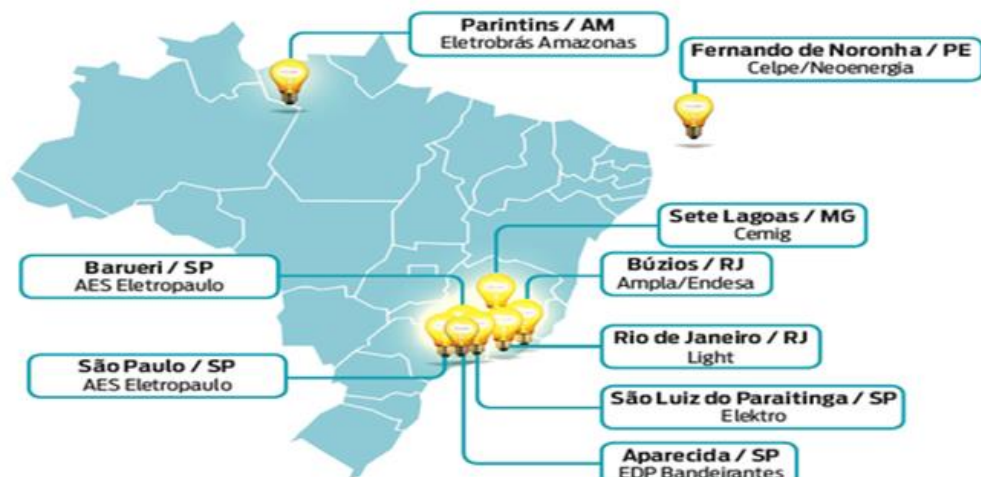 Parintins / AM
Eletrobrás Amazonas
Fernando de Noronha / PE
Celpe/Neoenergia
Sete Lagoas / MG
Cemig
Barueri / SP
AES Eletropaulo
Búzios / RJ
Ampla/Endesa
Rio de Janeiro / RJ
Light
São Paulo / SP
AES Eletropaulo
São Luiz do Paraitinga / SP
Elektro
Aparecida / SP
EDP Bandeirantes